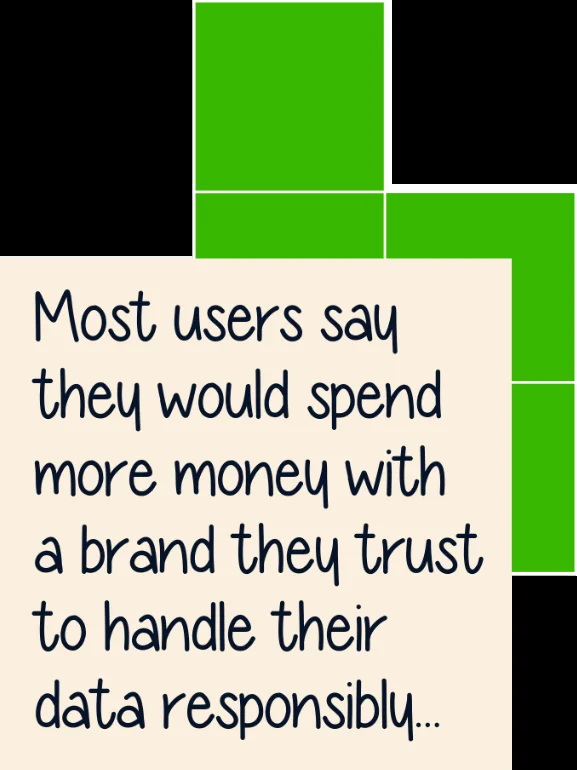 Most users say
they would spend
more money with
a brand they trust
to handle their
data responsibly...